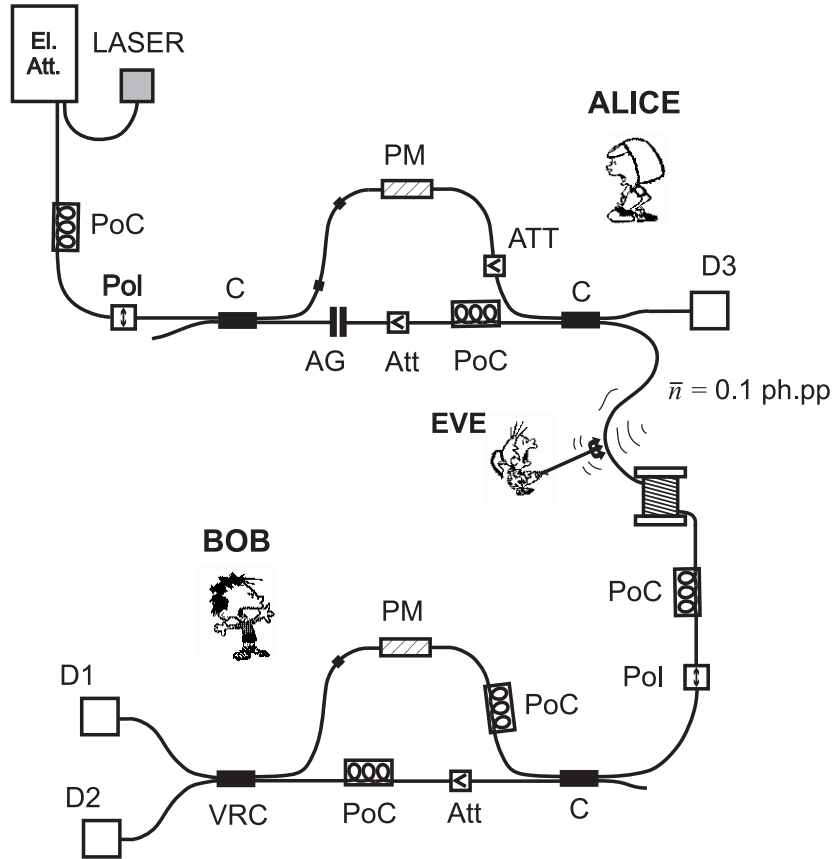 El.
Att.
LASER
ALICE
PM
PoC
ATT
D3
Pol
C
C
AG
Att
PoC
n̄ = 0.1 ph.pp
EVE
BOB
PoC
PM
Pol
D1
PoC
D2
VRC
PoC
Att
C